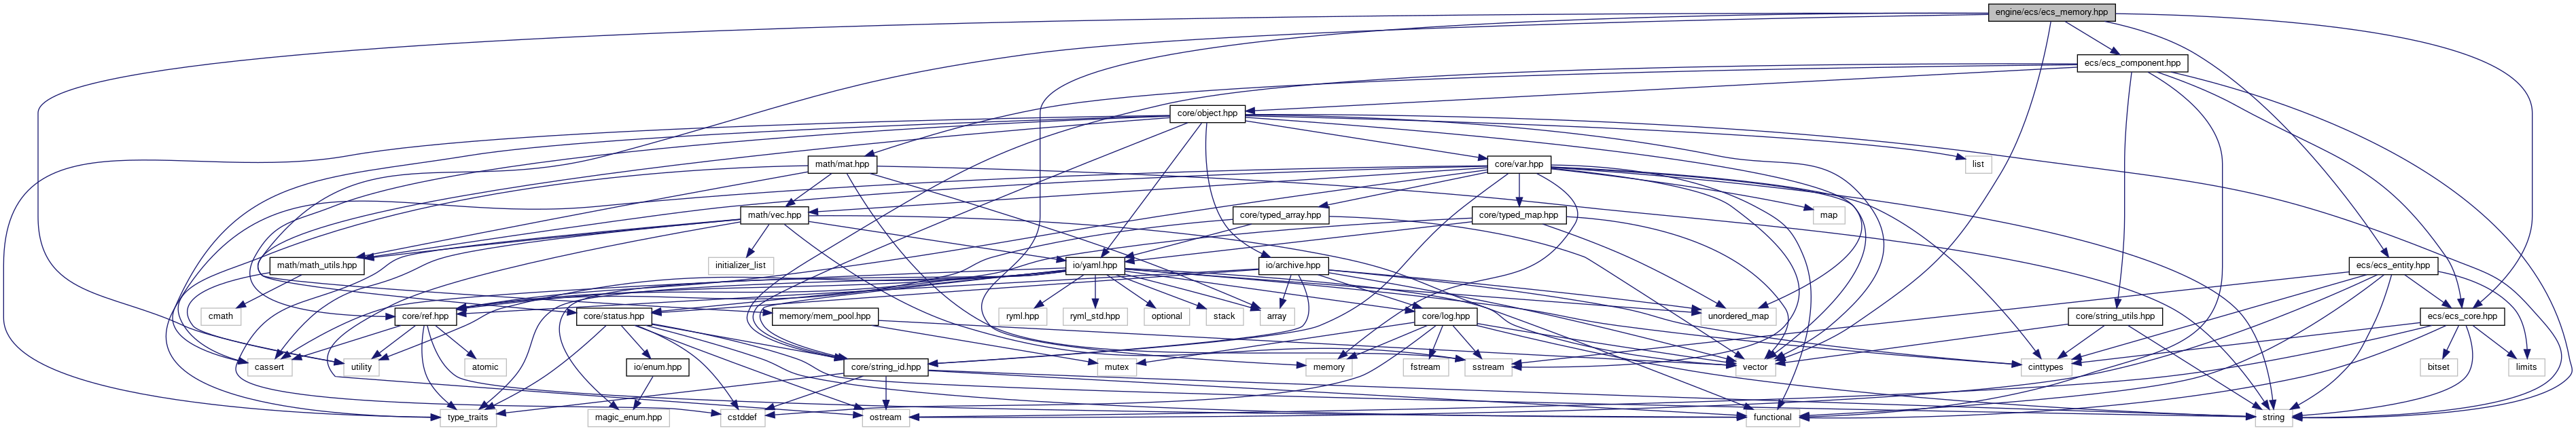 engine/ecs/ecs_memory.hpp
ecs/ecs_component.hpp
core/object.hpp
math/mat.hpp
core/var.hpp
list
math/vec.hpp
core/typed_array.hpp
core/typed_map.hpp
map
math/math_utils.hpp
initializer_list
io/yaml.hpp
io/archive.hpp
ecs/ecs_entity.hpp
cmath
core/ref.hpp
core/status.hpp
memory/mem_pool.hpp
ryml.hpp
ryml_std.hpp
optional
stack
array
core/log.hpp
unordered_map
core/string_utils.hpp
ecs/ecs_core.hpp
cassert
utility
atomic
io/enum.hpp
core/string_id.hpp
mutex
memory
fstream
sstream
vector
cinttypes
bitset
limits
type_traits
magic_enum.hpp
cstddef
ostream
functional
string